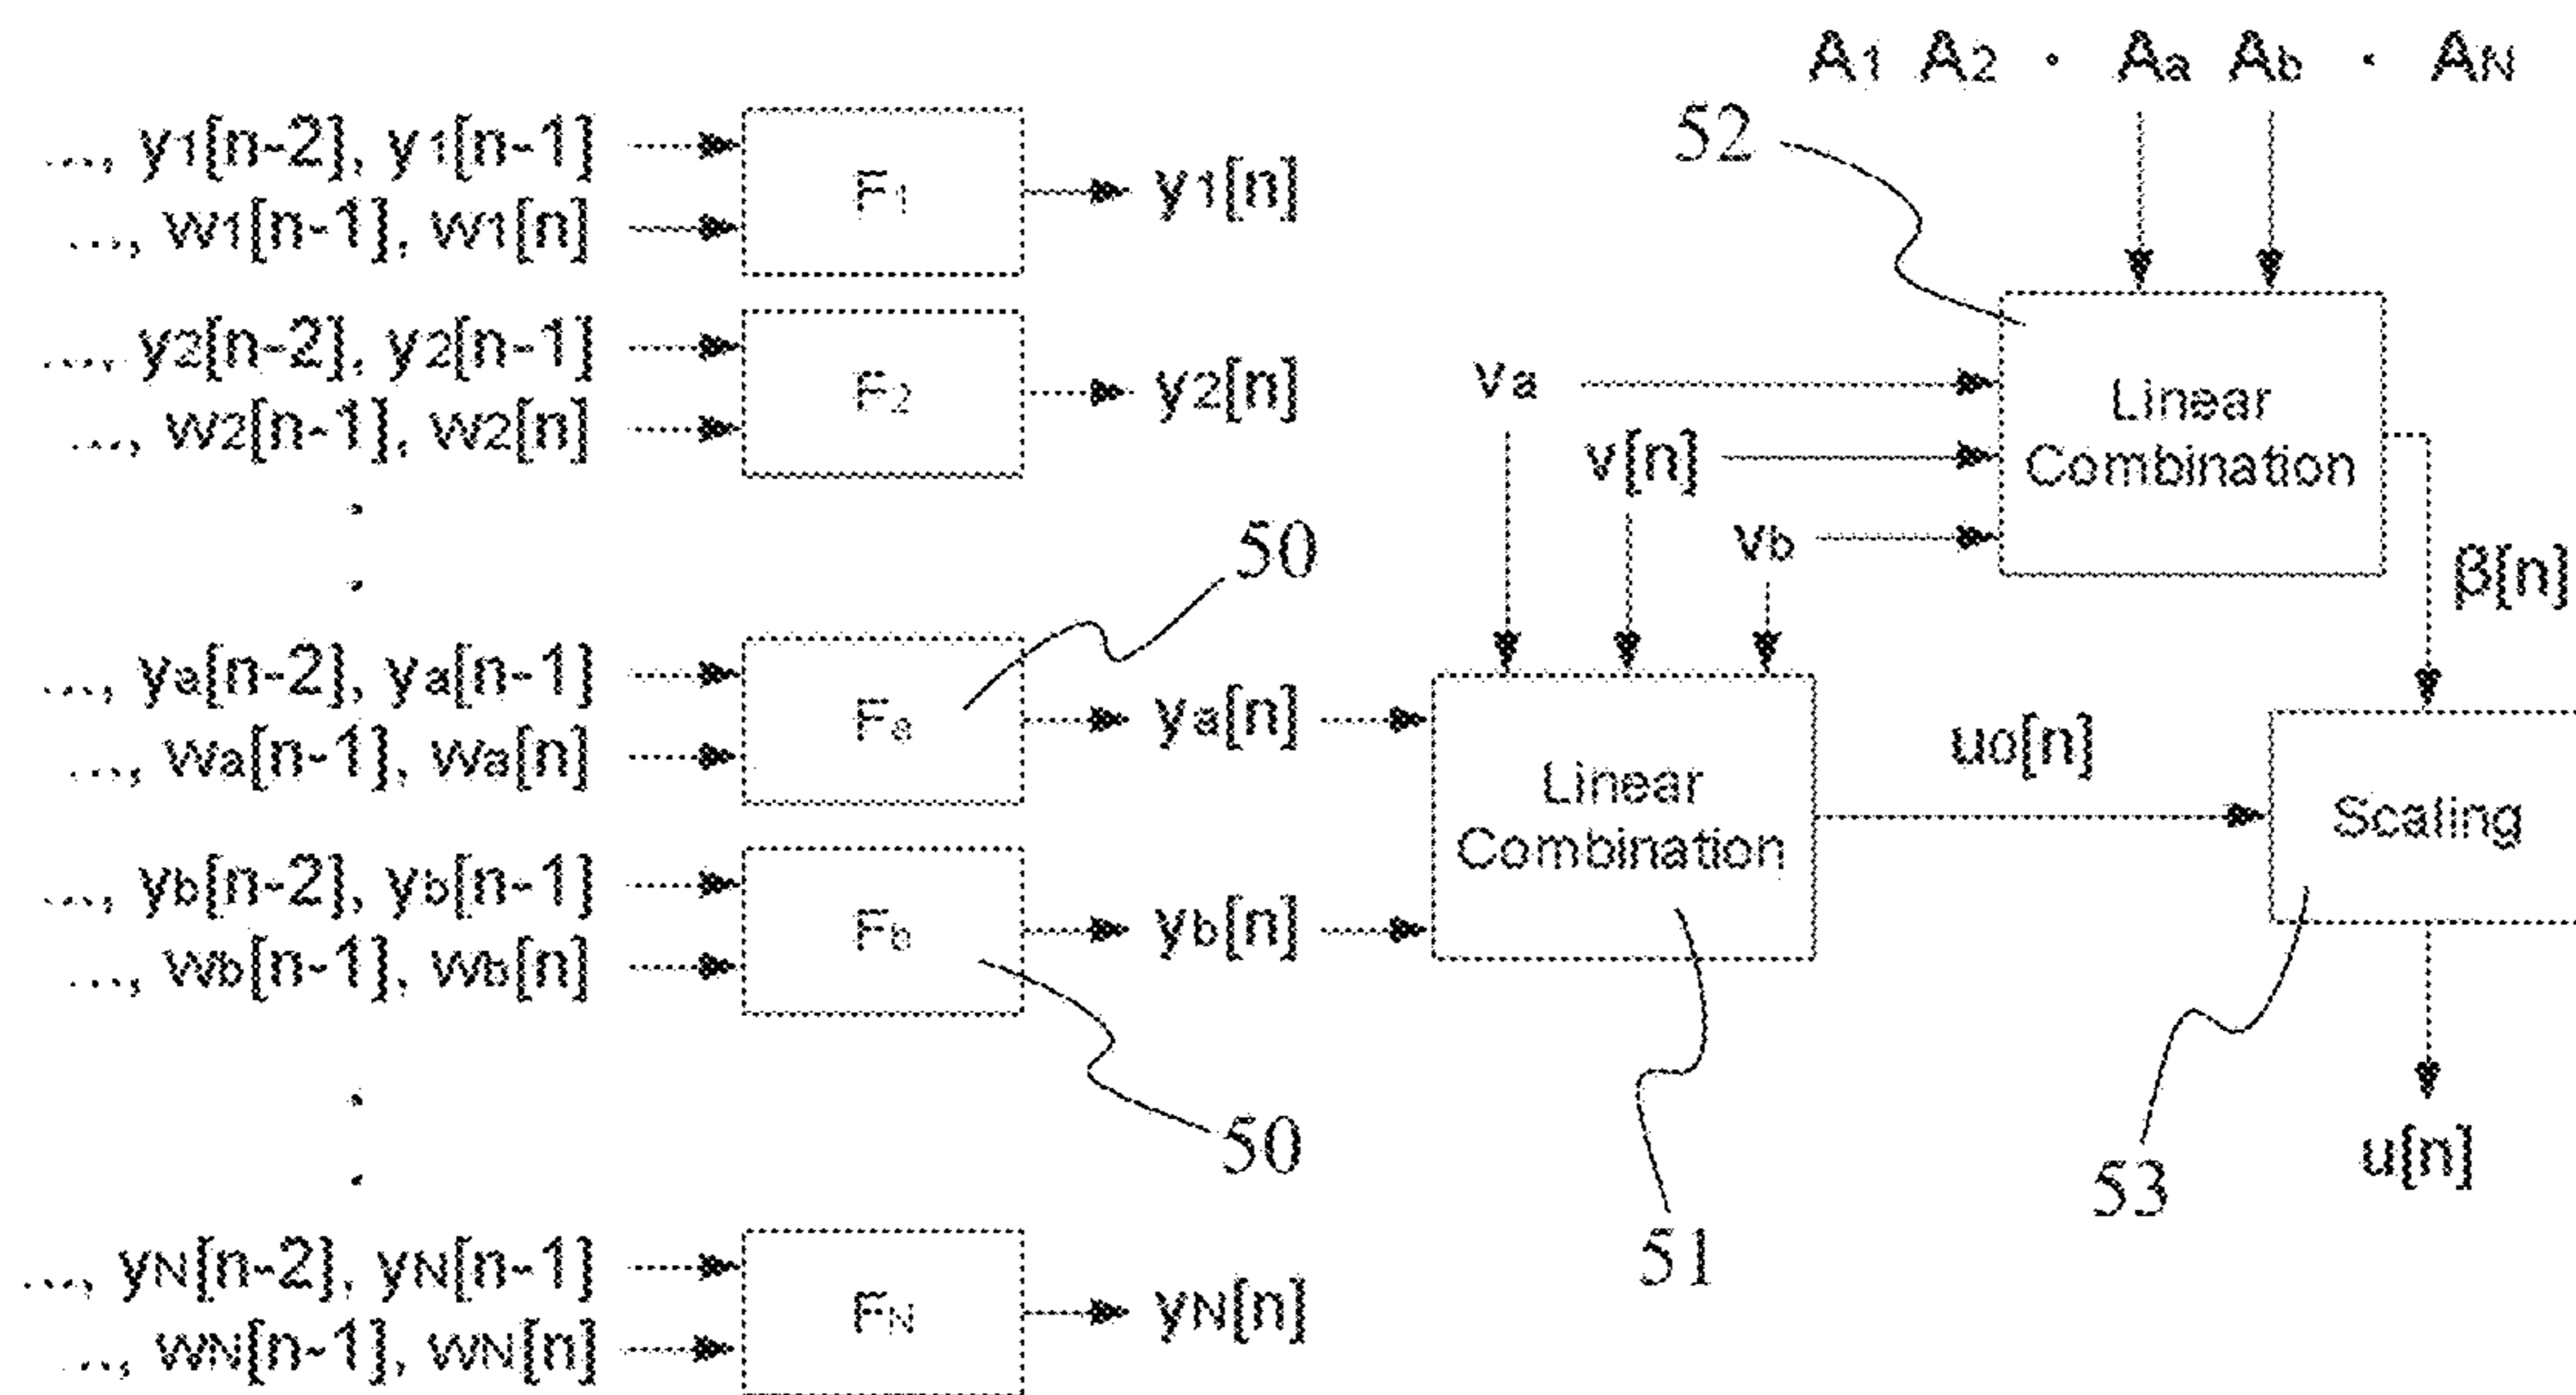 A1 A2 · Aa Ab · AN
52
..., y1[n-2], y1[n-1]
..., w1[n-1], w1[n]
F1
y1[n]
..., y2[n-2], y2[n-1]
..., w2[n-1], w2[n]
F2
y2[n]
va
v[n]
vb
Linear
Combination
β[n]
50
..., ya[n-2], ya[n-1]
..., wa[n-1], wa[n]
Fa
ya[n]
..., yb[n-2], yb[n-1]
..., wb[n-1], wb[n]
Fb
yb[n]
Linear
Combination
uo[n]
Scaling
50
51
53
u[n]
..., yN[n-2], yN[n-1]
..., wN[n-1], wN[n]
FN
yN[n]